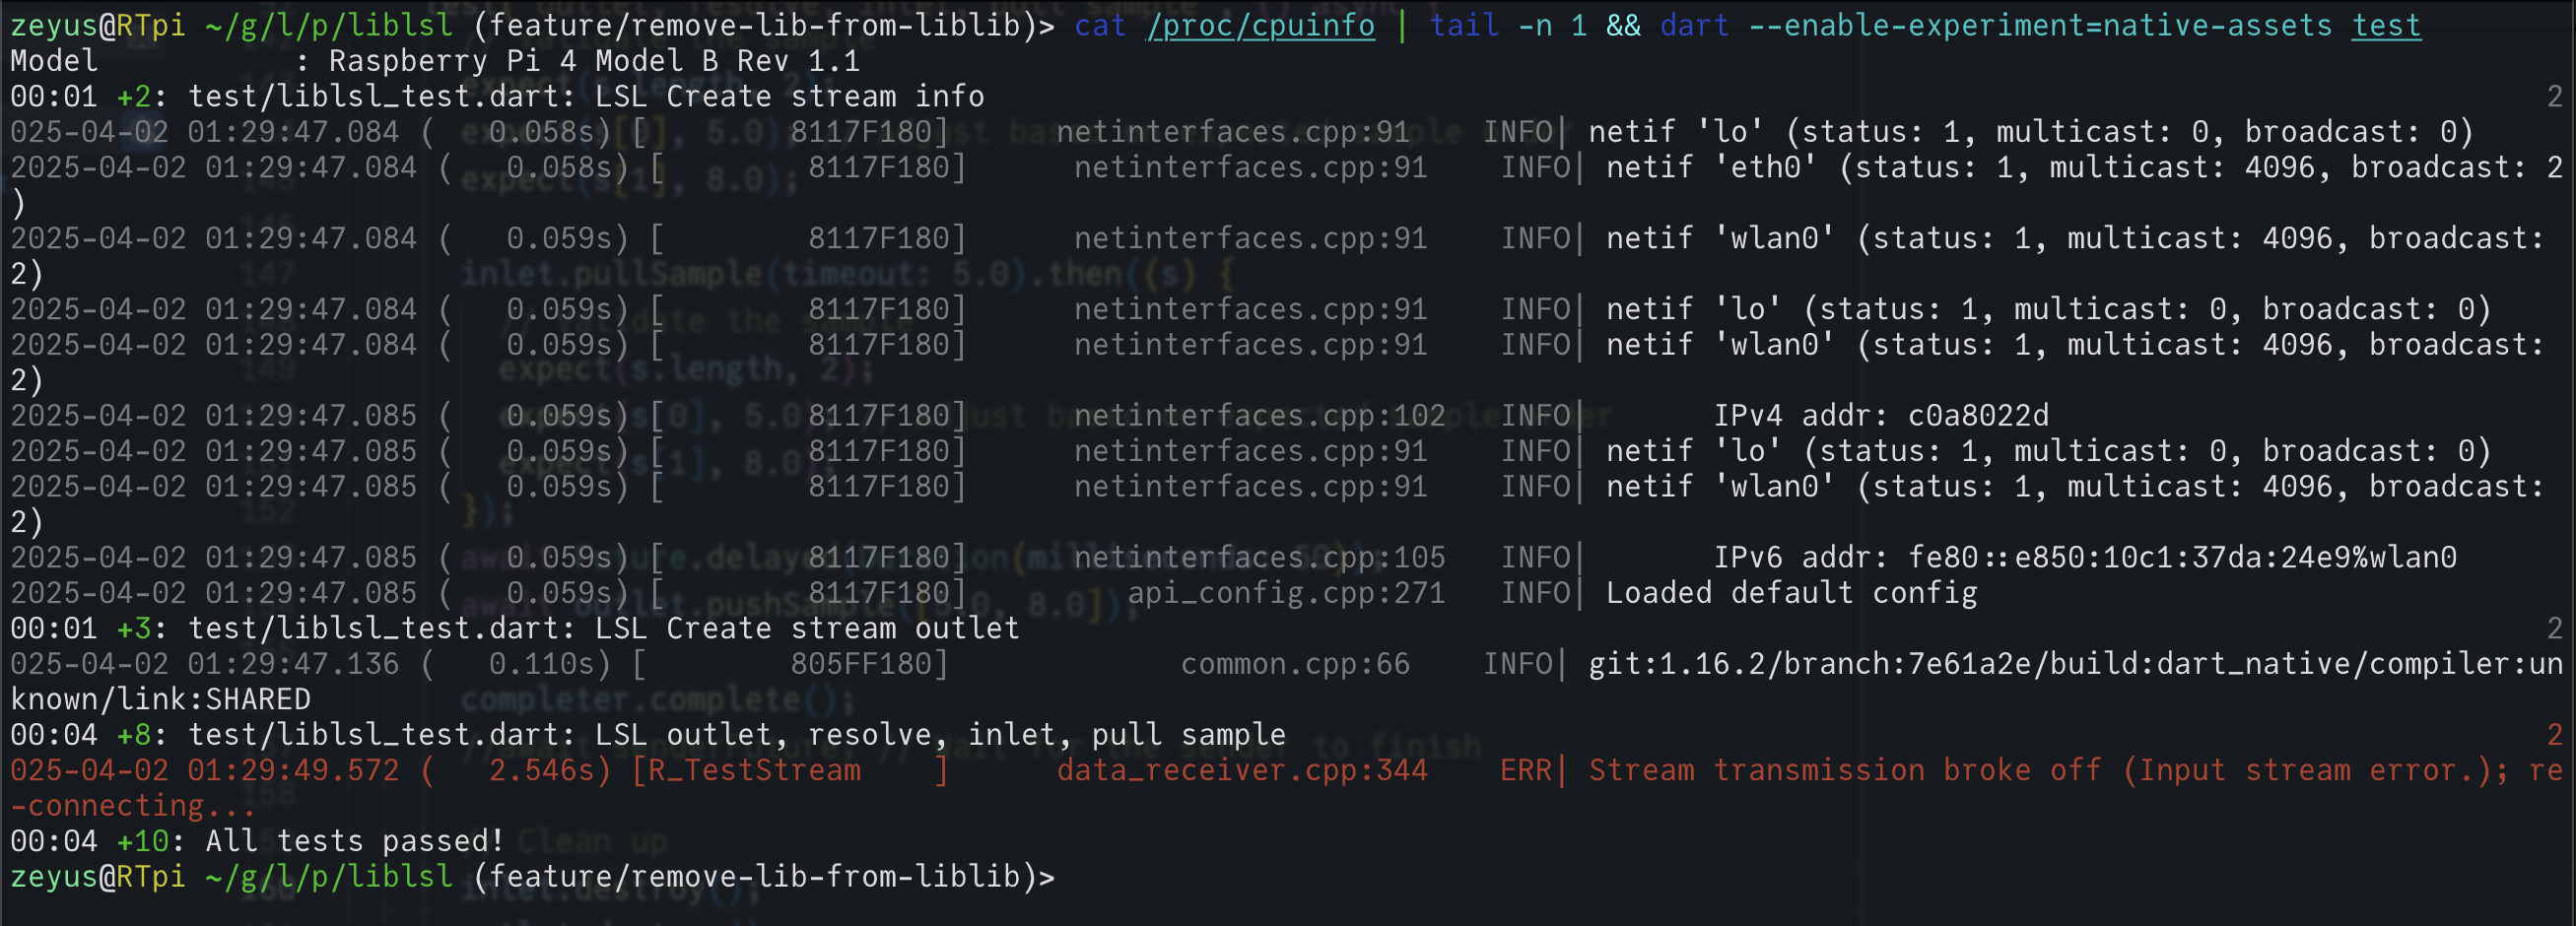 zeyus@RTpi ~/g/l/p/liblsl (feature/remove-lib-from-liblib)> cat /proc/cpuinfo | tail -n 1 && dart --enable-experiment=native-assets test
Model           : Raspberry Pi 4 Model B Rev 1.1
00:01 +2: test/liblsl_test.dart: LSL Create stream info 2
025-04-02 01:29:47.084 (   0.058s) [        8117F180]      netinterfaces.cpp:91    INFO| netif 'lo' (status: 1, multicast: 0, broadcast: 0)
2025-04-02 01:29:47.084 (   0.058s) [        8117F180]      netinterfaces.cpp:91    INFO| netif 'eth0' (status: 1, multicast: 4096, broadcast: 2
)
2025-04-02 01:29:47.084 (   0.059s) [        8117F180]      netinterfaces.cpp:91    INFO| netif 'wlan0' (status: 1, multicast: 4096, broadcast:
2)
2025-04-02 01:29:47.084 (   0.059s) [        8117F180]      netinterfaces.cpp:91    INFO| netif 'lo' (status: 1, multicast: 0, broadcast: 0)
2025-04-02 01:29:47.084 (   0.059s) [        8117F180]      netinterfaces.cpp:91    INFO| netif 'wlan0' (status: 1, multicast: 4096, broadcast:
2)
2025-04-02 01:29:47.085 (   0.059s) [        8117F180]      netinterfaces.cpp:102   INFO|       IPv4 addr: c0a8022d
2025-04-02 01:29:47.085 (   0.059s) [        8117F180]      netinterfaces.cpp:91    INFO| netif 'lo' (status: 1, multicast: 0, broadcast: 0)
2025-04-02 01:29:47.085 (   0.059s) [        8117F180]      netinterfaces.cpp:91    INFO| netif 'wlan0' (status: 1, multicast: 4096, broadcast:
2)
2025-04-02 01:29:47.085 (   0.059s) [        8117F180]      netinterfaces.cpp:105   INFO|       IPv6 addr: fe80::e850:10c1:37da:24e9%wlan0
2025-04-02 01:29:47.085 (   0.059s) [        8117F180]         api_config.cpp:271   INFO| Loaded default config
00:01 +3: test/liblsl_test.dart: LSL Create stream outlet 2
025-04-02 01:29:47.136 (   0.110s) [        805FF180]             common.cpp:66    INFO| git:1.16.2/branch:7e61a2e/build:dart_native/compiler:un
known/link:SHARED
00:04 +8: test/liblsl_test.dart: LSL outlet, resolve, inlet, pull sample 2
025-04-02 01:29:49.572 (   2.546s) [R_TestStream    ]      data_receiver.cpp:344    ERR| Stream transmission broke off (Input stream error.); re
-connecting...
00:04 +10: All tests passed!
zeyus@RTpi ~/g/l/p/liblsl (feature/remove-lib-from-liblib)>